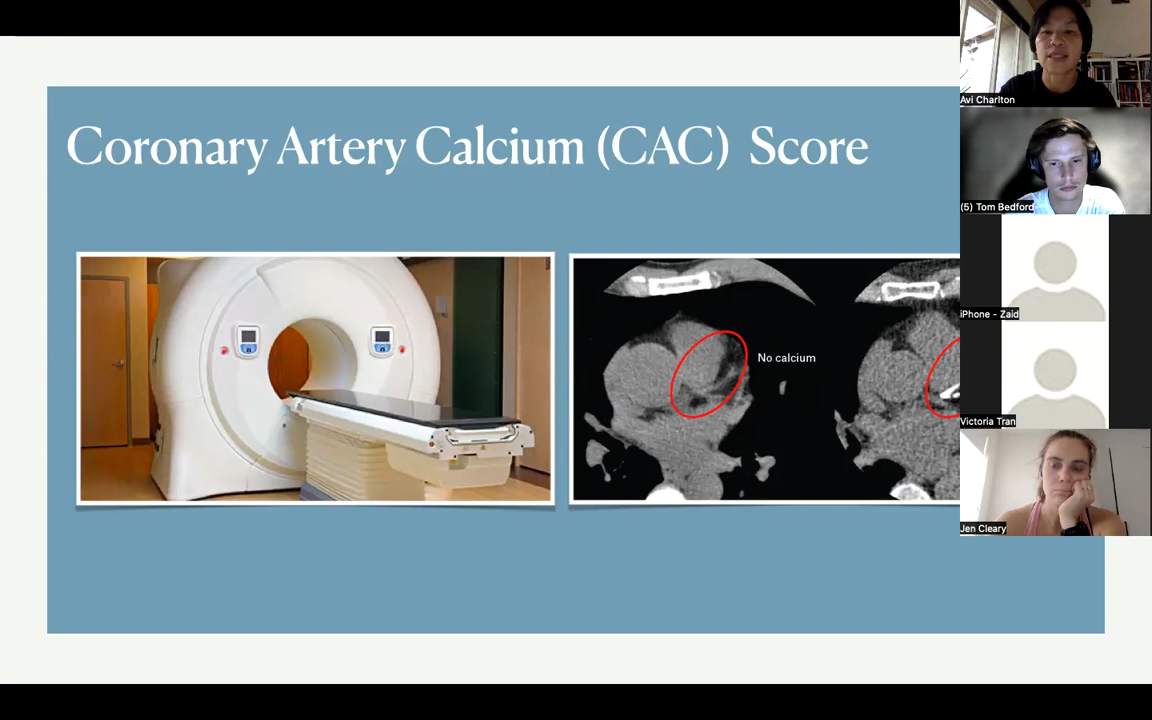 Coronary Artery Calcium (CAC) Score
No calcium
Avi Charlton
(5) Tom Bedford
iPhone - Zaid
Victoria Tran
Jen Cleary